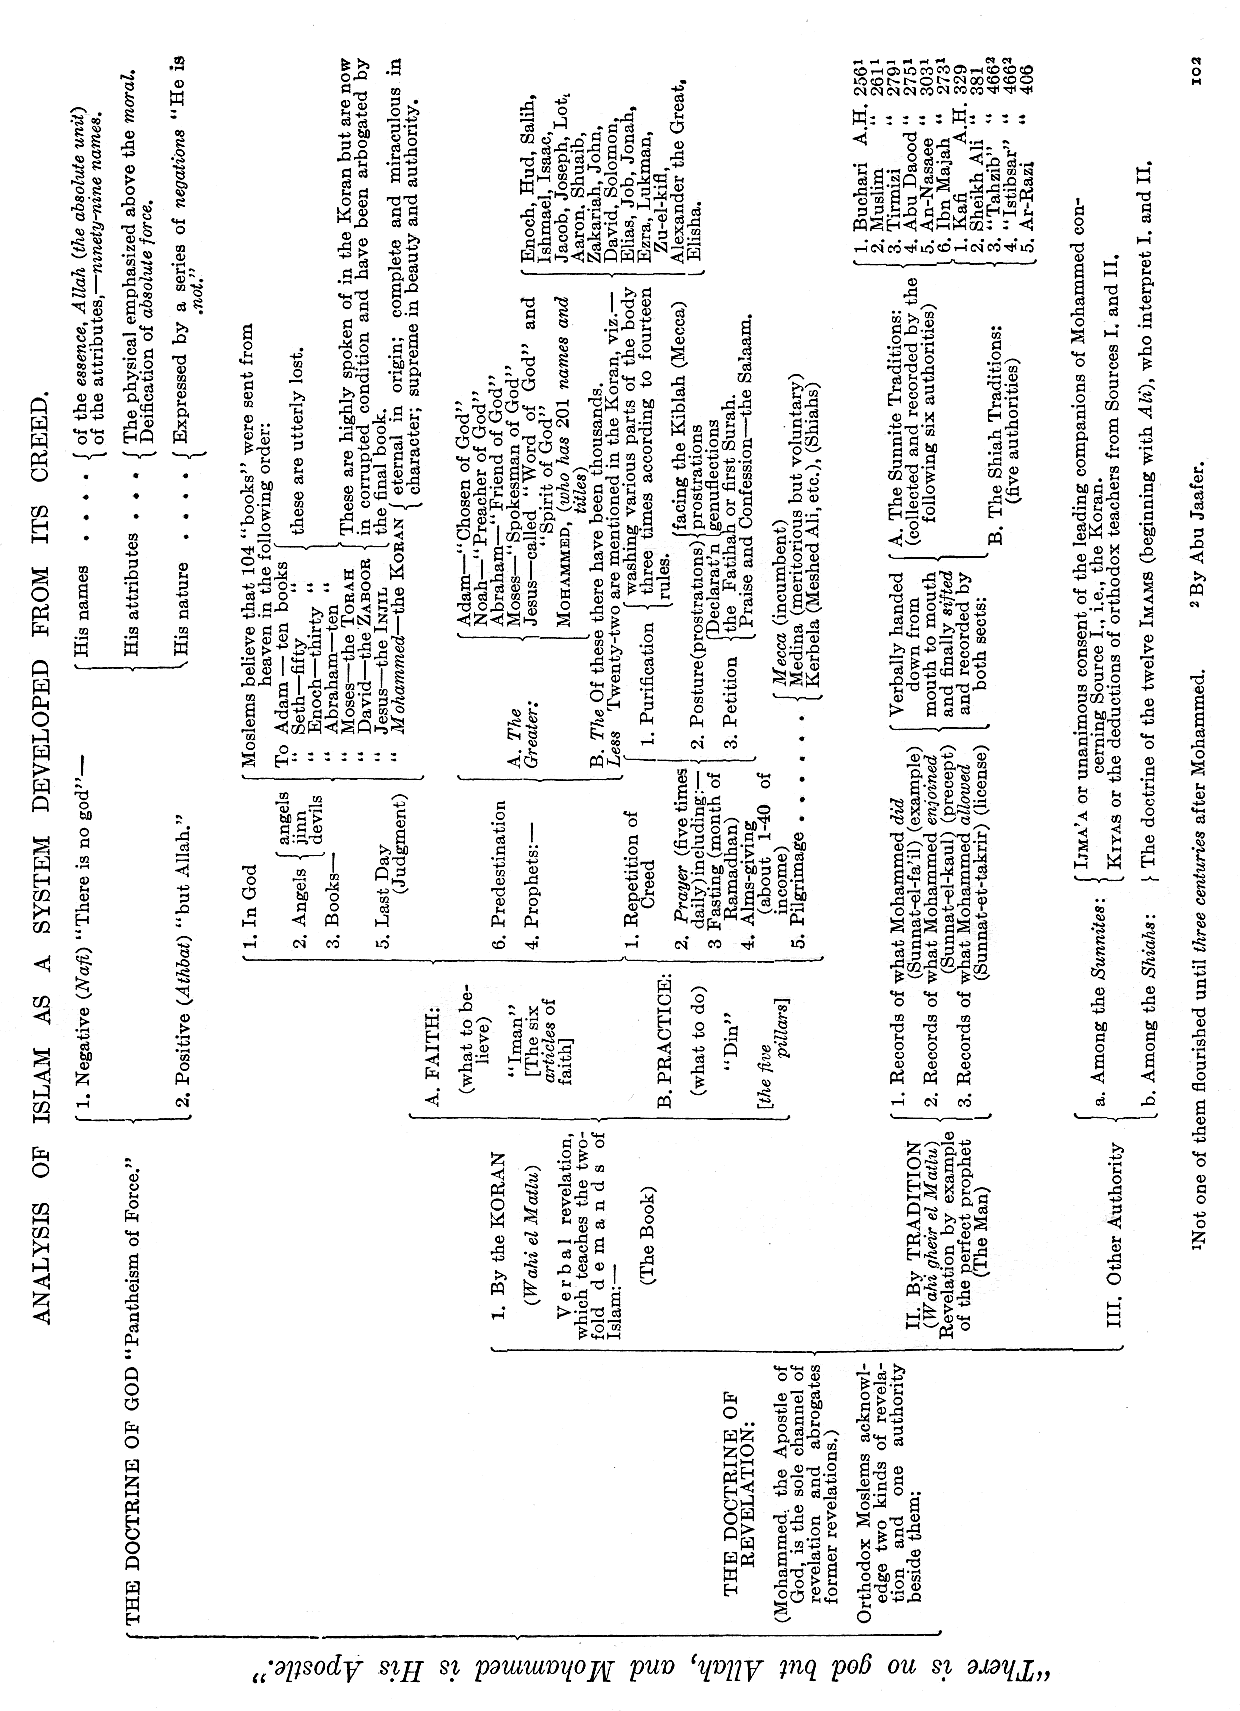 ANALYSIS OF ISLAM AS A SYSTEM DEVELOPED FROM ITS CREED.
"There is no god but Allah, and Mohammed is His Apostle."
THE DOCTRINE OF GOD "Pantheism of Force."
1. Negative (Nafi) "There is no god"—
2. Positive (Athbat) "but Allah."
His names . . . .
of the essence, Allah (the absolute unit)
of the attributes,—ninety-nine names.
His attributes . . .
The physical emphasized above the moral.
Deification of absolute force.
His nature . . . .
Expressed by a series of negations "He is
not."
THE DOCTRINE OF
REVELATION:
(Mohammed, the Apostle of
God, is the sole channel of
revelation and abrogates
former revelations.)
Orthodox Moslems acknowl-
edge two kinds of revela-
tion and one authority
beside them:
1. By the KORAN
(Wahi el Matlu)
Verbal revelation,
which teaches the two-
fold demands of
Islam:—
(The Book)
A. FAITH:
(what to be-
lieve)
"Iman"
[The six
articles of
faith]
1. In God
2. Angels
angels
jinn
devils
3. Books—
Moslems believe that 104 "books" were sent from
heaven in the following order:
To Adam — ten books
" Seth—fifty "
" Enoch—thirty "
" Abraham—ten "
these are utterly lost.
" Moses—the TORAH
" David—the ZABOOR
" Jesus—the INJIL
These are highly spoken of in the Koran but are now
in corrupted condition and have been arbogated by
the final book.
" Mohammed—the KORAN
eternal in origin; complete and miraculous in
character; supreme in beauty and authority.
5. Last Day
(Judgment)
6. Predestination
4. Prophets:—
A. The
Greater:
Adam—"Chosen of God"
Noah—"Preacher of God"
Abraham—"Friend of God"
Moses—"Spokesman of God"
Jesus—called "Word of God" and
"Spirit of God"
MOHAMMED, (who has 201 names and
titles)
B. The
Less
Of these there have been thousands.
Twenty-two are mentioned in the Koran, viz.—
Enoch, Hud, Salih,
Ishmael, Isaac,
Jacob, Joseph, Lot,
Aaron, Shuaib,
Zakariah, John,
David, Solomon,
Elias, Job, Jonah,
Ezra, Lukman,
Zu-el-kifl,
Alexander the Great,
Elisha.
B. PRACTICE:
(what to do)
"Din"
[the five
pillars]
1. Repetition of
Creed
2. Prayer (five times
daily) including:—
1. Purification
washing various parts of the body
three times according to fourteen
rules.
2. Posture (prostrations)
facing the Kiblah (Mecca)
prostrations
genuflections
3. Petition
Declarat'n
the Fatihah or first Surah.
Praise and Confession—the Salaam.
3 Fasting (month of
Ramadhan)
4. Alms-giving
(about 1-40 of
income)
5. Pilgrimage . . . . . .
Mecca (incumbent)
Medina (meritorious but voluntary)
Kerbela (Meshed Ali, etc.), (Shiahs)
II. By TRADITION
(Wahi gheir el Matlu)
Revelation by example
of the perfect prophet
(The Man)
1. Records of what Mohammed did
(Sunnat-el-fa'il) (example)
2. Records of what Mohammed enjoined
(Sunnat-el-kaul) (precept)
3. Records of what Mohammed allowed
(Sunnat-et-takrir) (license)
Verbally handed
down from
mouth to mouth
and finally sifted
and recorded by
both sects:
A. The Sunnite Traditions:
(collected and recorded by the
following six authorities)
1. Buchari A.H. 256¹
2. Muslim " 261¹
3. Tirmizi " 279¹
4. Abu Daood " 275¹
5. An-Nasaee " 303¹
6. Ibn Majah " 273¹
B. The Shiah Traditions:
(five authorities)
1. Kafi A.H. 329
2. Sheikh Ali " 381
3. "Tahzib" " 466²
4. "Istibsar" " 466²
5. Ar-Razi " 406
III. Other Authority
a. Among the Sunnites:
IJMA'A or unanimous consent of the leading companions of Mohammed con-
cerning Source I., i.e., the Koran.
KIYAS or the deductions of orthodox teachers from Sources I. and II.
b. Among the Shiahs:
The doctrine of the twelve IMAMS (beginning with Ali), who interpret I. and II.
¹Not one of them flourished until three centuries after Mohammed. ² By Abu Jaafer.
102